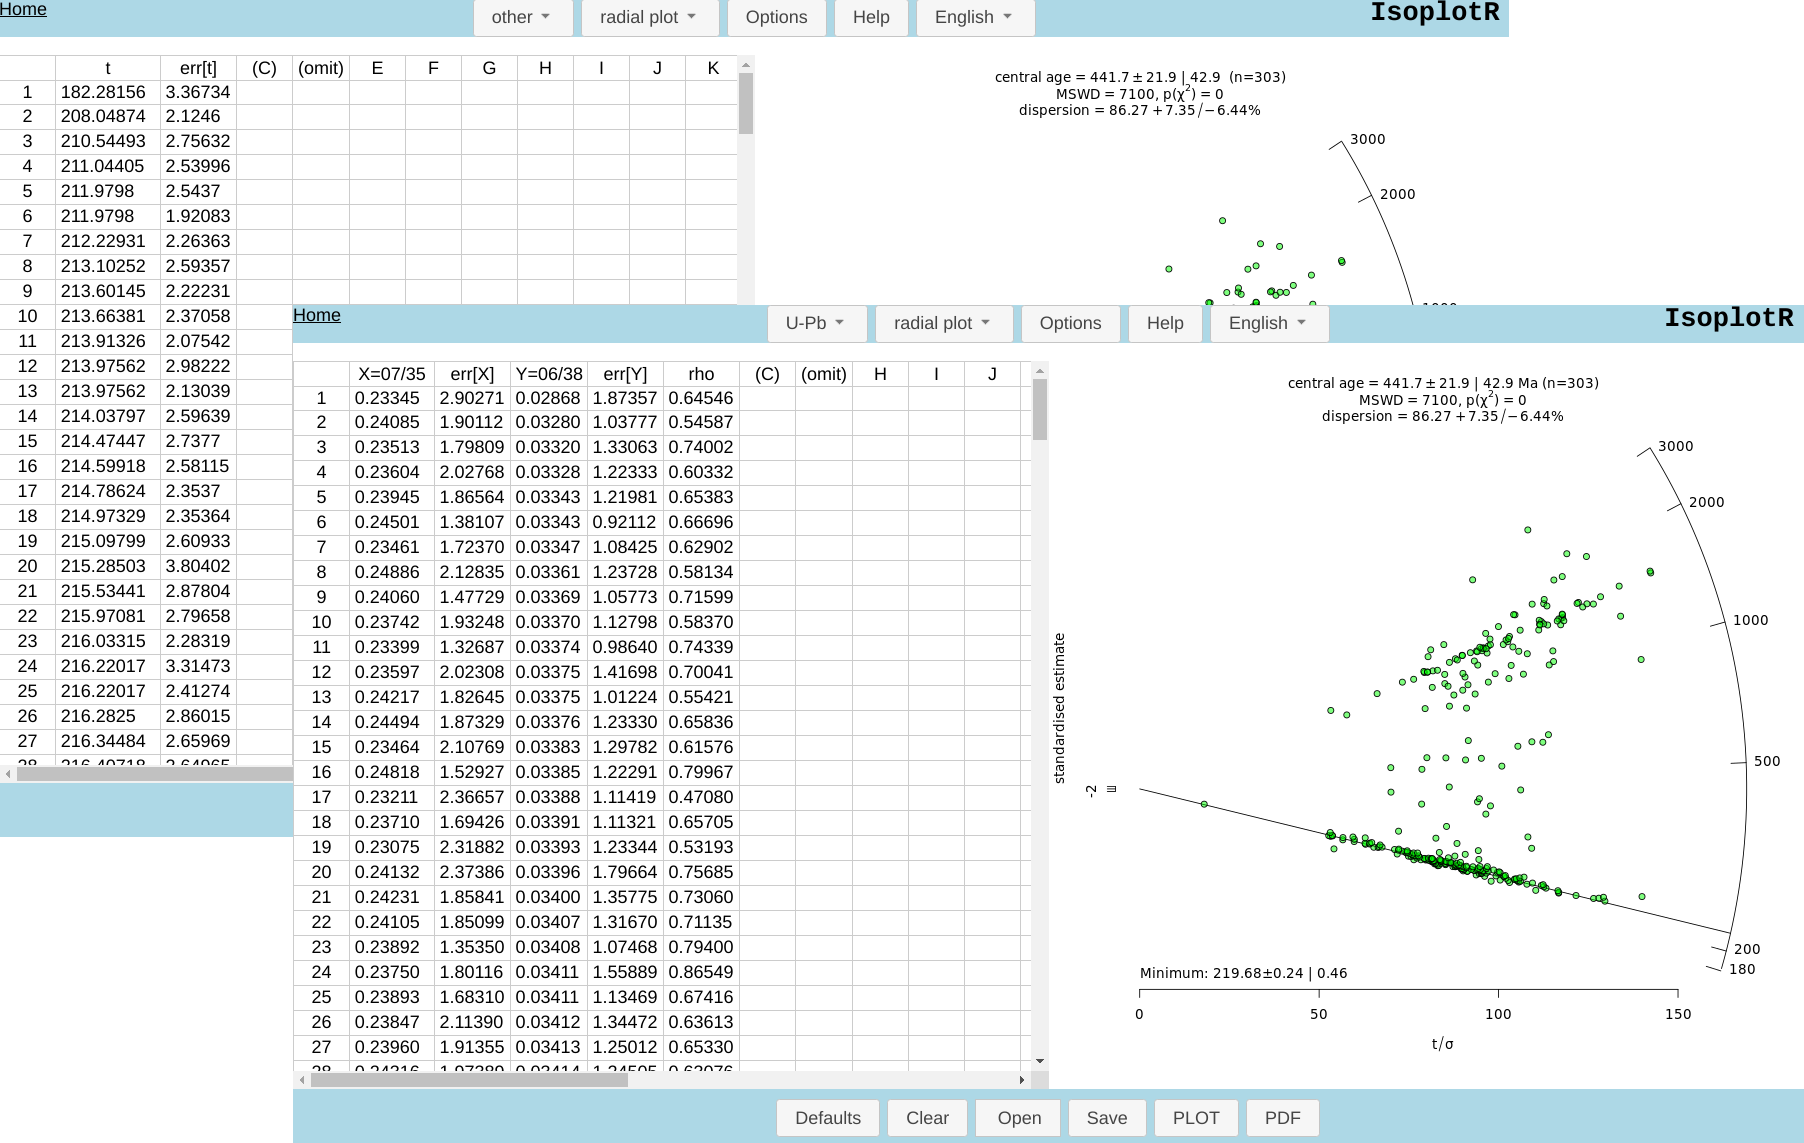 Home other radial plot Options Help English IsoplotR
t err[t] (C) (omit) E F G H I J K
1 182.28156 3.36734
2 208.04874 2.1246
3 210.54493 2.75632
4 211.04405 2.53996
5 211.9798 2.5437
6 211.9798 1.92083
7 212.22931 2.26363
8 213.10252 2.59357
9 213.60145 2.22231
10 213.66381 2.37058
11 213.91326 2.07542
12 213.97562 2.98222
13 213.97562 2.13039
14 214.03797 2.59639
15 214.47447 2.7377
16 214.59918 2.58115
17 214.78624 2.3537
18 214.97329 2.35364
19 215.09799 2.60933
20 215.28503 3.80402
21 215.53441 2.87804
22 215.97081 2.79658
23 216.03315 2.28319
24 216.22017 3.31473
25 216.22017 2.41274
26 216.2825 2.86015
27 216.34484 2.65969
central age = 441.7 ± 21.9 | 42.9 (n=303)
MSWD = 7100, p(χ²) = 0
dispersion = 86.27 +7.35/−6.44%
3000
2000
1000
Home U-Pb radial plot Options Help English IsoplotR
X=07/35 err[X] Y=06/38 err[Y] rho (C) (omit) H I J
1 0.23345 2.90271 0.02868 1.87357 0.64546
2 0.24085 1.90112 0.03280 1.03777 0.54587
3 0.23513 1.79809 0.03320 1.33063 0.74002
4 0.23604 2.02768 0.03328 1.22333 0.60332
5 0.23945 1.86564 0.03343 1.21981 0.65383
6 0.24501 1.38107 0.03343 0.92112 0.66696
7 0.23461 1.72370 0.03347 1.08425 0.62902
8 0.24886 2.12835 0.03361 1.23728 0.58134
9 0.24060 1.47729 0.03369 1.05773 0.71599
10 0.23742 1.93248 0.03370 1.12798 0.58370
11 0.23399 1.32687 0.03374 0.98640 0.74339
12 0.23597 2.02308 0.03375 1.41698 0.70041
13 0.24217 1.82645 0.03375 1.01224 0.55421
14 0.24494 1.87329 0.03376 1.23330 0.65836
15 0.23464 2.10769 0.03383 1.29782 0.61576
16 0.24818 1.52927 0.03385 1.22291 0.79967
17 0.23211 2.36657 0.03388 1.11419 0.47080
18 0.23710 1.69426 0.03391 1.11321 0.65705
19 0.23075 2.31882 0.03393 1.23344 0.53193
20 0.24132 2.37386 0.03396 1.79664 0.75685
21 0.24231 1.85841 0.03400 1.35775 0.73060
22 0.24105 1.85099 0.03407 1.31670 0.71135
23 0.23892 1.35350 0.03408 1.07468 0.79400
24 0.23750 1.80116 0.03411 1.55889 0.86549
25 0.23893 1.68310 0.03411 1.13469 0.67416
26 0.23847 2.11390 0.03412 1.34472 0.63613
27 0.23960 1.91355 0.03413 1.25012 0.65330
central age = 441.7 ± 21.9 | 42.9 Ma (n=303)
MSWD = 7100, p(χ²) = 0
dispersion = 86.27 +7.35/−6.44%
3000
2000
1000
500
200
180
standardised estimate
-2
Minimum: 219.68±0.24 | 0.46
0 50 100 150
t/σ
Defaults Clear Open Save PLOT PDF